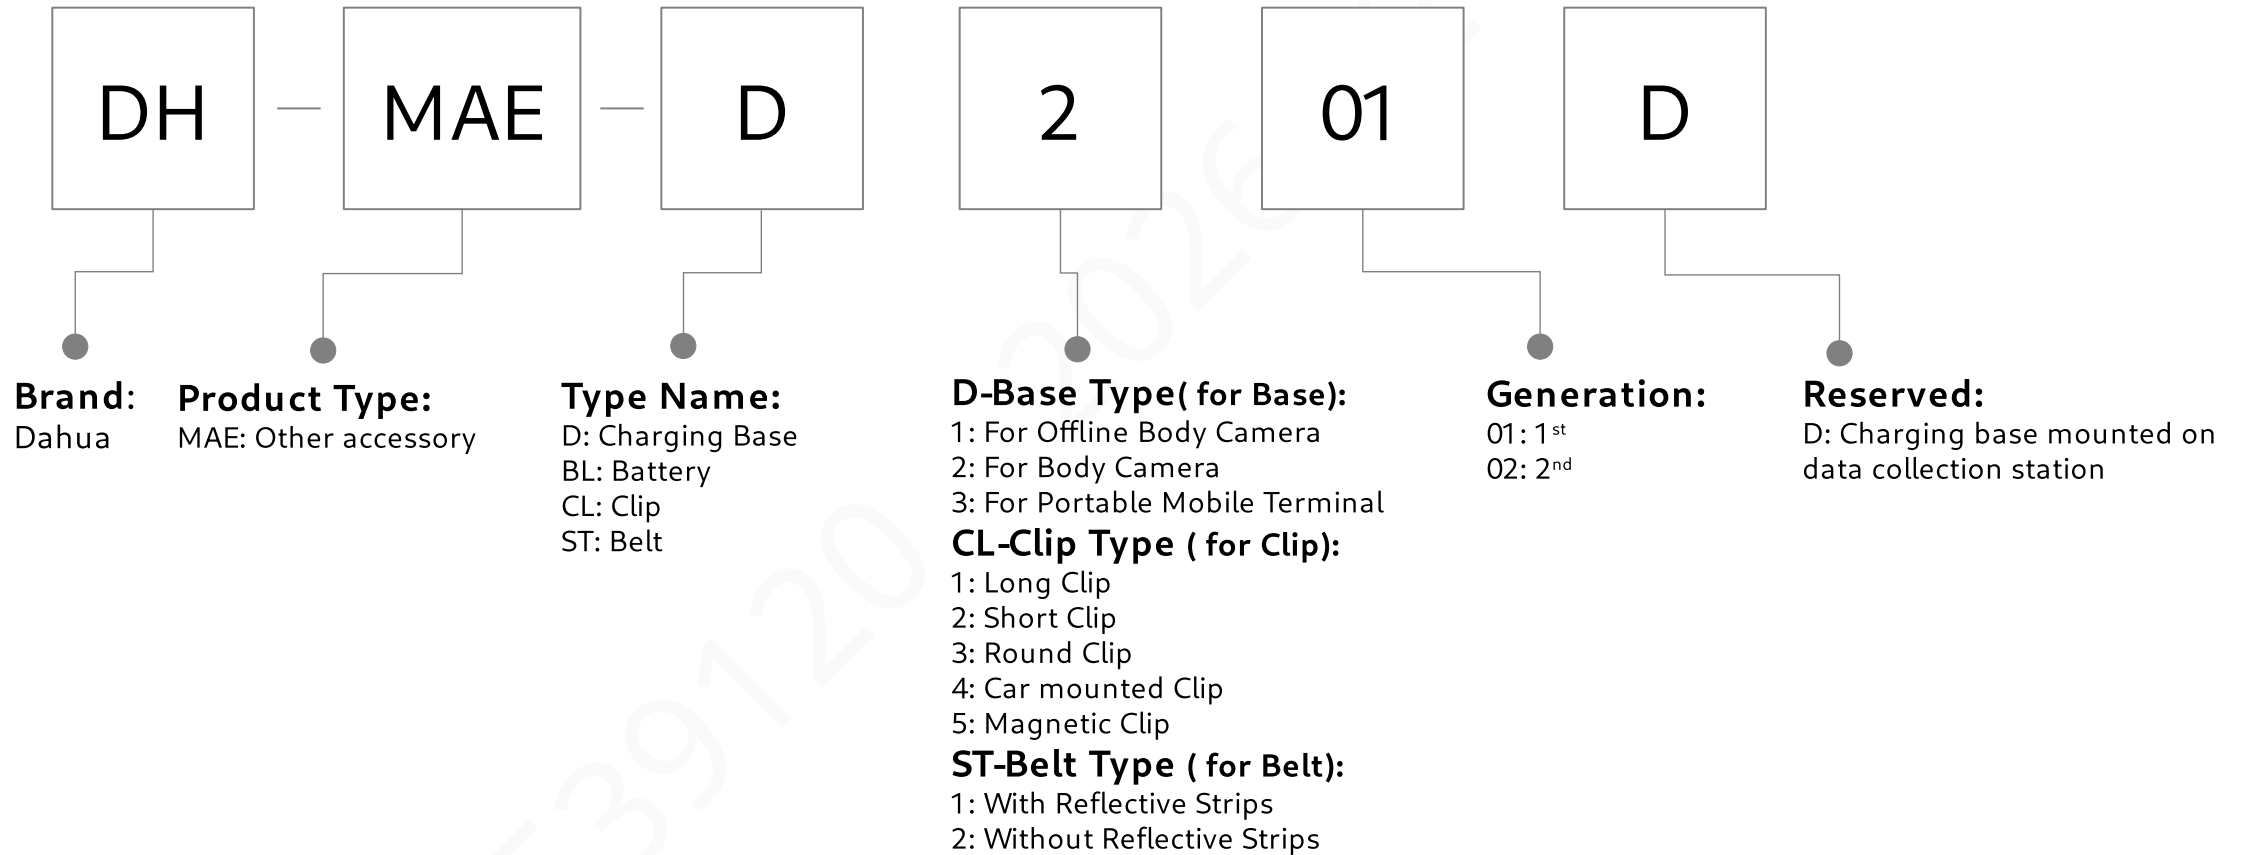 DH — MAE — D 2 01 D
Brand:
Dahua
Product Type:
MAE: Other accessory
Type Name:
D: Charging Base
BL: Battery
CL: Clip
ST: Belt
D-Base Type( for Base):
1: For Offline Body Camera
2: For Body Camera
3: For Portable Mobile Terminal
CL-Clip Type ( for Clip):
1: Long Clip
2: Short Clip
3: Round Clip
4: Car mounted Clip
5: Magnetic Clip
ST-Belt Type ( for Belt):
1: With Reflective Strips
2: Without Reflective Strips
Generation:
01: 1st
02: 2nd
Reserved:
D: Charging base mounted on
data collection station